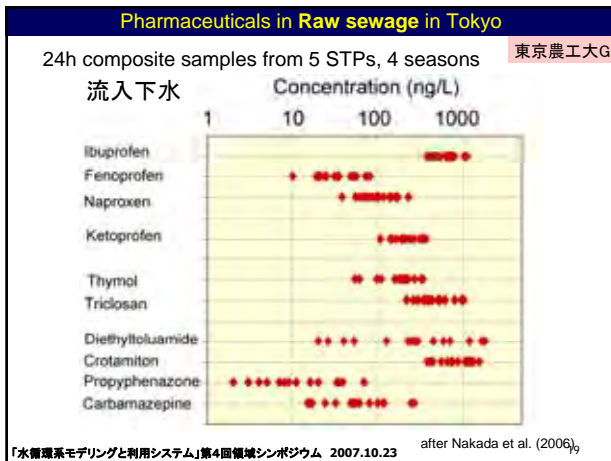 Pharmaceuticals in Raw sewage in Tokyo
24h composite samples from 5 STPs, 4 seasons
東京農工大G
流入下水
Concentration (ng/L)
1 10 100 1000
Ibuprofen
Fenoprofen
Naproxen
Ketoprofen
Thymol
Triclosan
Diethyltoluamide
Crotamiton
Propyphenazone
Carbamazepine
「水循環系モデリングと利用システム」第4回領域シンポジウム 2007.10.23
after Nakada et al. (2006)
19